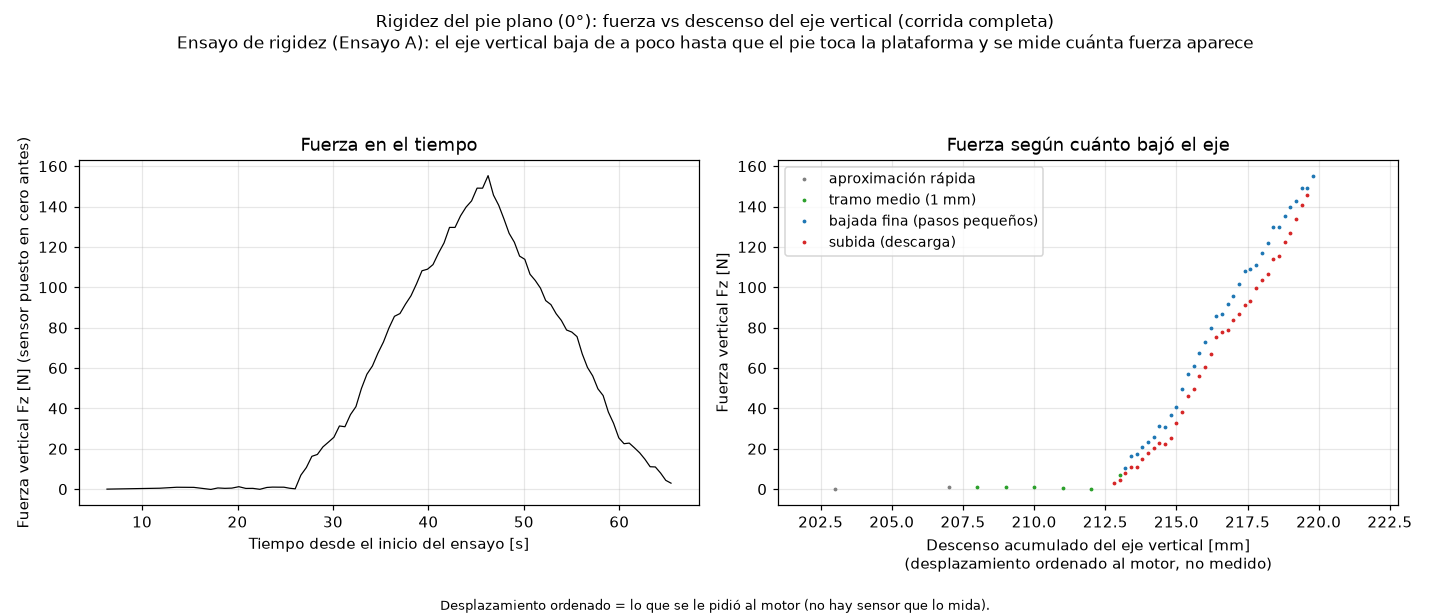 Rigidez del pie plano (0°): fuerza vs descenso del eje vertical (corrida completa)
Ensayo de rigidez (Ensayo A): el eje vertical baja de a poco hasta que el pie toca la plataforma y se mide cuánta fuerza aparece
Fuerza en el tiempo
Fuerza vertical Fz [N] (sensor puesto en cero antes)
160
140
120
100
80
60
40
20
0
10
20
30
40
50
60
Tiempo desde el inicio del ensayo [s]
Fuerza según cuánto bajó el eje
Fuerza vertical Fz [N]
160
140
120
100
80
60
40
20
0
aproximación rápida
tramo medio (1 mm)
bajada fina (pasos pequeños)
subida (descarga)
202.5
205.0
207.5
210.0
212.5
215.0
217.5
220.0
222.5
Descenso acumulado del eje vertical [mm]
(desplazamiento ordenado al motor, no medido)
Desplazamiento ordenado = lo que se le pidió al motor (no hay sensor que lo mida).